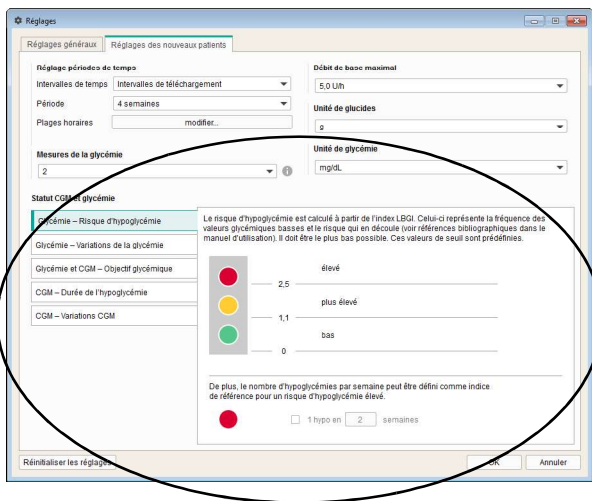 Réglages
Réglages généraux
Réglages des nouveaux patients
Réglage périodes de temps
Intervalles de temps
Intervalles de téléchargement
Période
4 semaines
Plages horaires
modifier...
Débit de base maximal
5,0 U/h
Unité de glucides
g
Mesures de la glycémie
2
Unité de glycémie
mg/dL
Statut CGM et glycémie
Glycémie – Risque d'hypoglycémie
Glycémie – Variations de la glycémie
Glycémie et CGM – Objectif glycémique
CGM – Durée de l'hypoglycémie
CGM – Variations CGM
Le risque d'hypoglycémie est calculé à partir de l'index LBGI. Celui-ci représente la fréquence des
valeurs glycémiques basses et le risque qui en découle (voir références bibliographiques dans le
manuel d'utilisation). Il doit être le plus bas possible. Ces valeurs de seuil sont prédéfinies.
élevé
2,5
plus élevé
1,1
bas
0
De plus, le nombre d'hypoglycémies par semaine peut être défini comme indice
de référence pour un risque d'hypoglycémie élevé.
1 hypo en 2 semaines
Réinitialiser les réglages
OK
Annuler